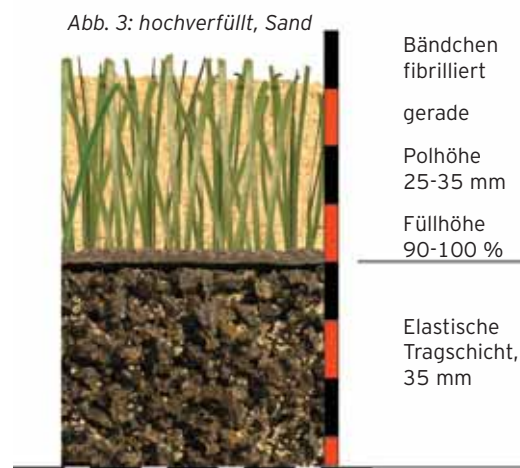 Abb. 3: hochverfüllt, Sand
Bändchen
fibrilliert
gerade
Polhöhe
25-35 mm
Füllhöhe
90-100 %
Elastische
Tragschicht,
35 mm